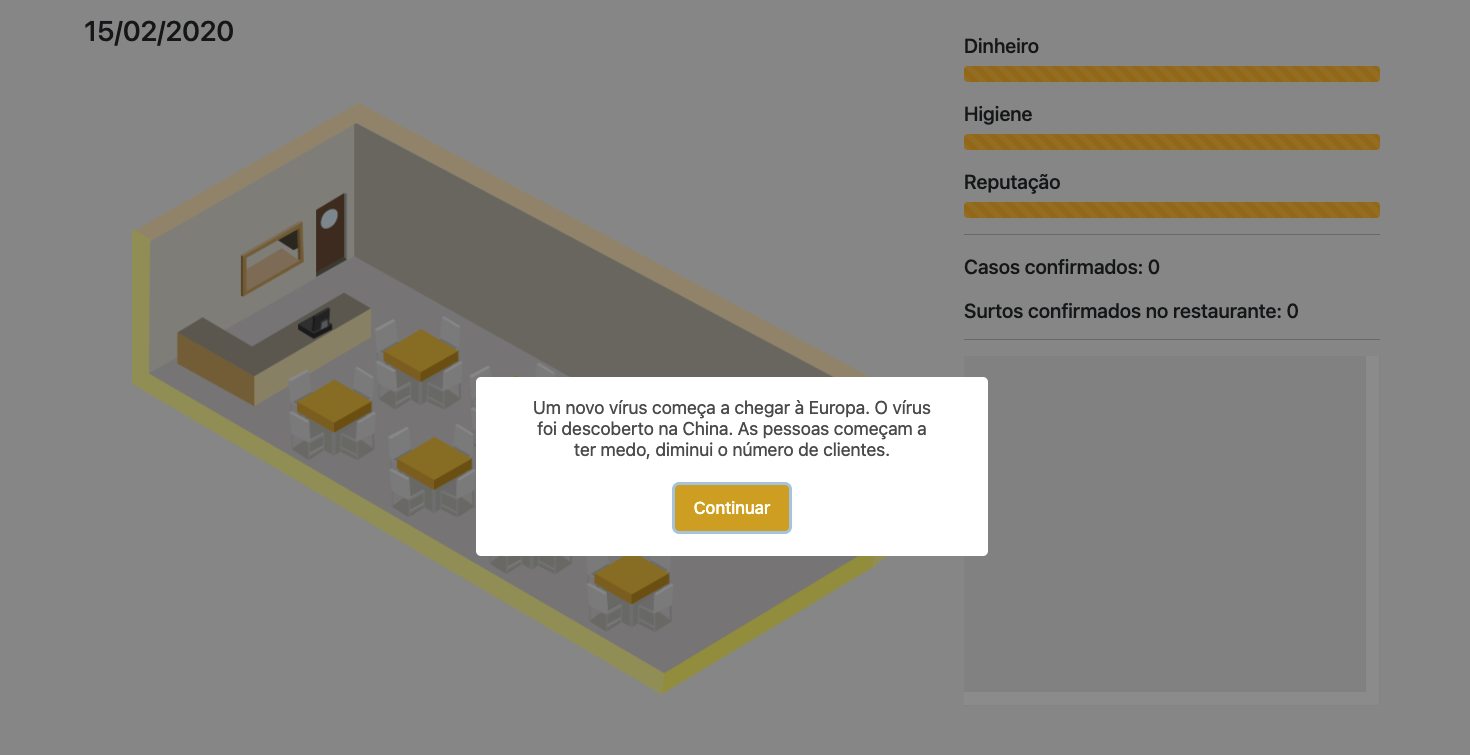 15/02/2020
Dinheiro
Higiene
Reputação
Casos confirmados: 0
Surtos confirmados no restaurante: 0
Um novo vírus começa a chegar à Europa. O vírus
foi descoberto na China. As pessoas começam a
ter medo, diminui o número de clientes.
Continuar